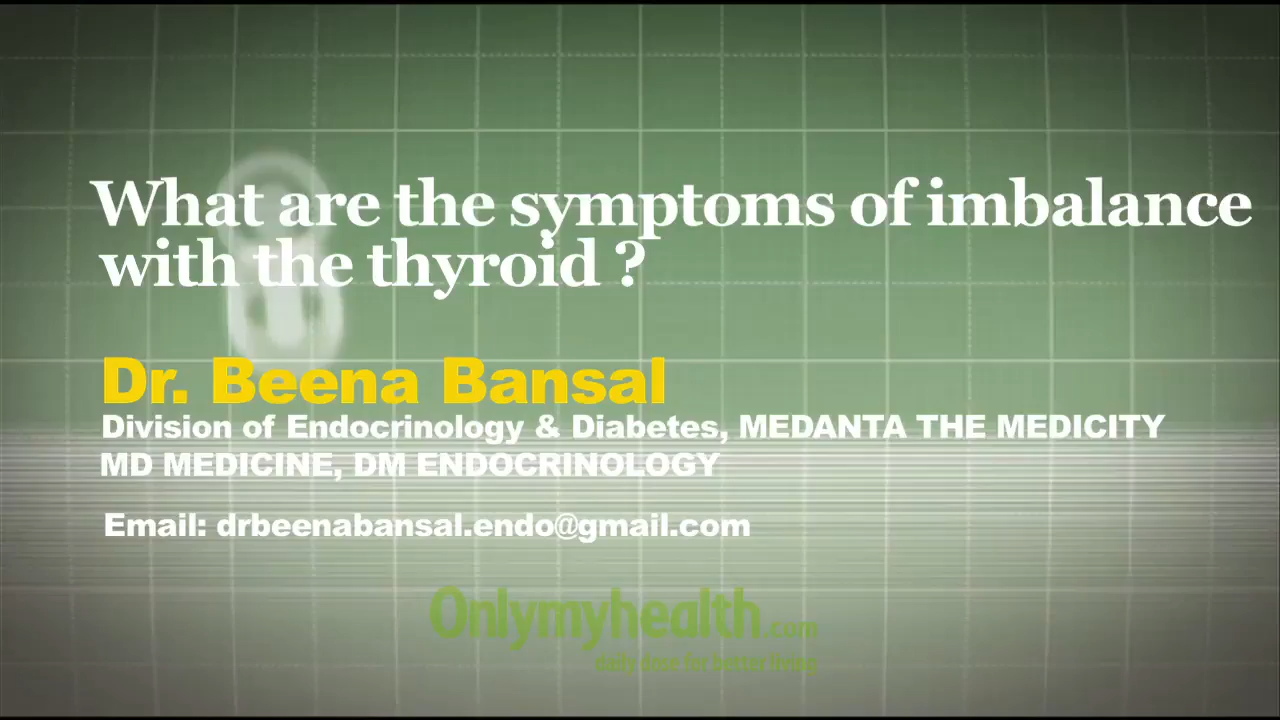 What are the symptoms of imbalance
with the thyroid ?
Dr. Beena Bansal
Division of Endocrinology & Diabetes, MEDANTA THE MEDICITY
MD MEDICINE, DM ENDOCRINOLOGY
Email: drbeenabansal.endo@gmail.com
Onlymyhealth.com
daily dose for better living